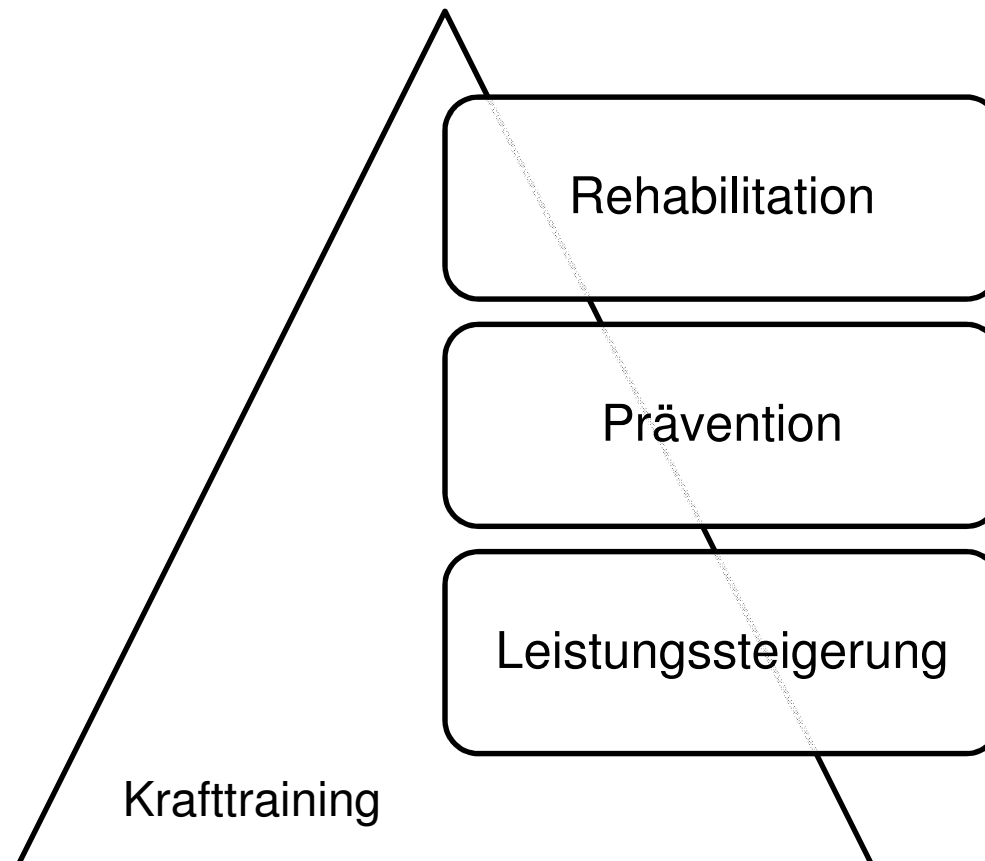 Rehabilitation
Prävention
Leistungssteigerung
Krafttraining